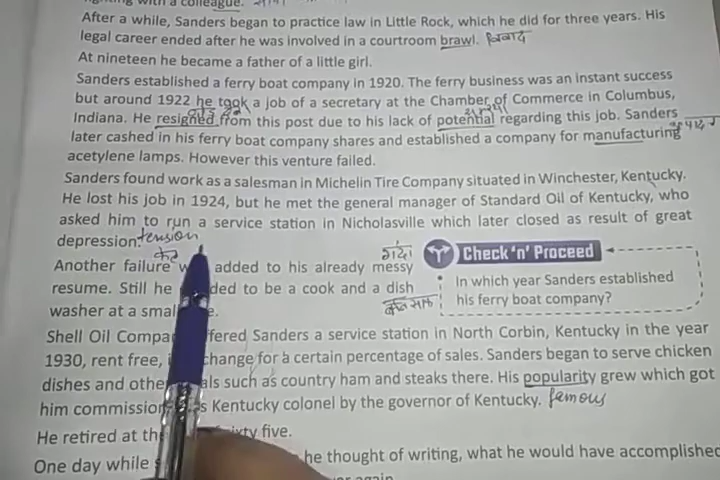 fighting with a colleague.
After a while, Sanders began to practice law in Little Rock, which he did for three years. His
legal career ended after he was involved in a courtroom brawl. विवाद
At nineteen he became a father of a little girl.
Sanders established a ferry boat company in 1920. The ferry business was an instant success
but around 1922 he took a job of a secretary at the Chamber of Commerce in Columbus,
Indiana. He resigned from this post due to his lack of potential regarding this job. Sanders
later cashed in his ferry boat company shares and established a company for manufacturing
acetylene lamps. However this venture failed.
Sanders found work as a salesman in Michelin Tire Company situated in Winchester, Kentucky.
He lost his job in 1924, but he met the general manager of Standard Oil of Kentucky, who
asked him to run a service station in Nicholasville which later closed as result of great
depression. tension
Another failure added to his already messy
resume. Still he ded to be a cook and a dish
washer at a small
Check 'n' Proceed
• In which year Sanders established
his ferry boat company?
Shell Oil Compa fered Sanders a service station in North Corbin, Kentucky in the year
1930, rent free, change for a certain percentage of sales. Sanders began to serve chicken
dishes and othe als such as country ham and steaks there. His popularity grew which got
him commission s Kentucky colonel by the governor of Kentucky. femous
He retired at th ixty five.
One day while he thought of writing, what he would have accomplished
again